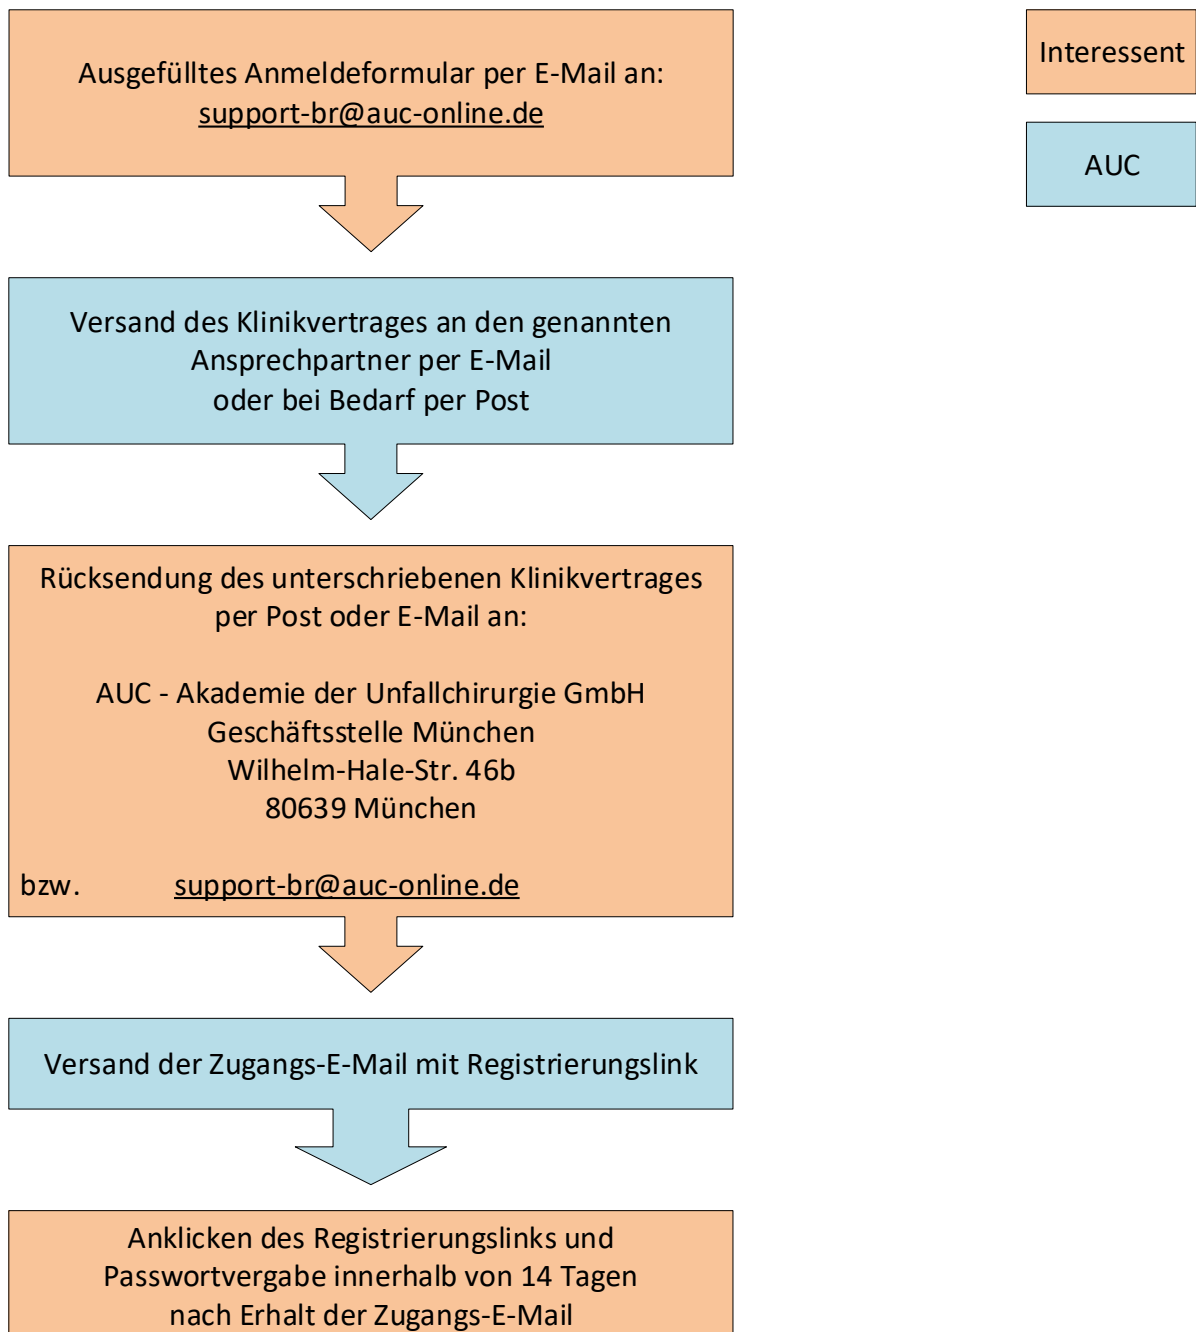 Ausgefülltes Anmeldeformular per E-Mail an:
support-br@auc-online.de
Interessent
AUC
Versand des Klinikvertrages an den genannten
Ansprechpartner per E-Mail
oder bei Bedarf per Post
Rücksendung des unterschriebenen Klinikvertrages
per Post oder E-Mail an:
AUC - Akademie der Unfallchirurgie GmbH
Geschäftsstelle München
Wilhelm-Hale-Str. 46b
80639 München
bzw. support-br@auc-online.de
Versand der Zugangs-E-Mail mit Registrierungslink
Anklicken des Registrierungslinks und
Passwortvergabe innerhalb von 14 Tagen
nach Erhalt der Zugangs-E-Mail